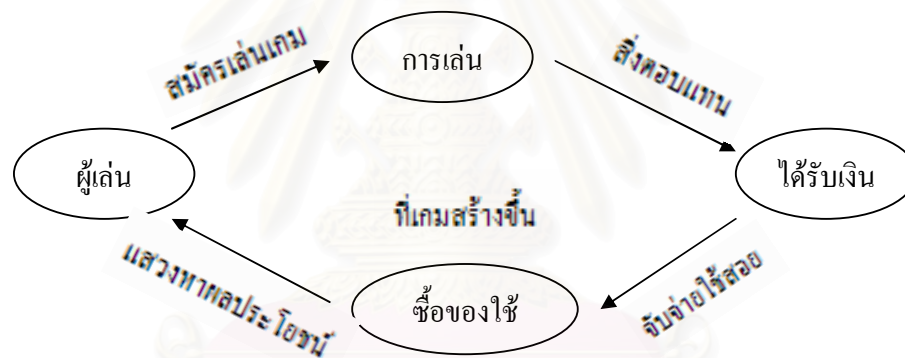 สมัครเล่นเกม
การเล่น
สิ่งตอบแทน
ผู้เล่น
ได้รับเงิน
ที่เกมสร้างขึ้น
แสวงหาผลประโยชน์
ซื้อของใช้
จับจ่ายใช้สอย